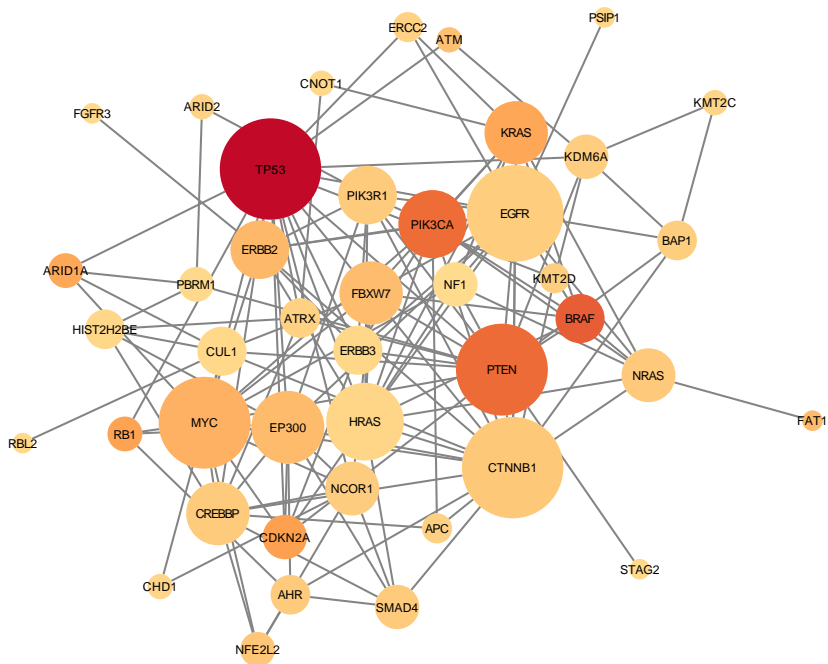 PSIP1
ERCC2
ATM
CNOT1
KMT2C
ARID2
FGFR3
KRAS
KDM6A
TP53
PIK3R1
EGFR
PIK3CA
ERBB2
BAP1
ARID1A
PBRM1
KMT2D
NF1
FBXW7
ATRX
BRAF
HIST2H2BE
CUL1
ERBB3
PTEN
NRAS
MYC
HRAS
EP300
FAT1
RB1
RBL2
CTNNB1
NCOR1
CREBBP
APC
CDKN2A
STAG2
CHD1
AHR
SMAD4
NFE2L2